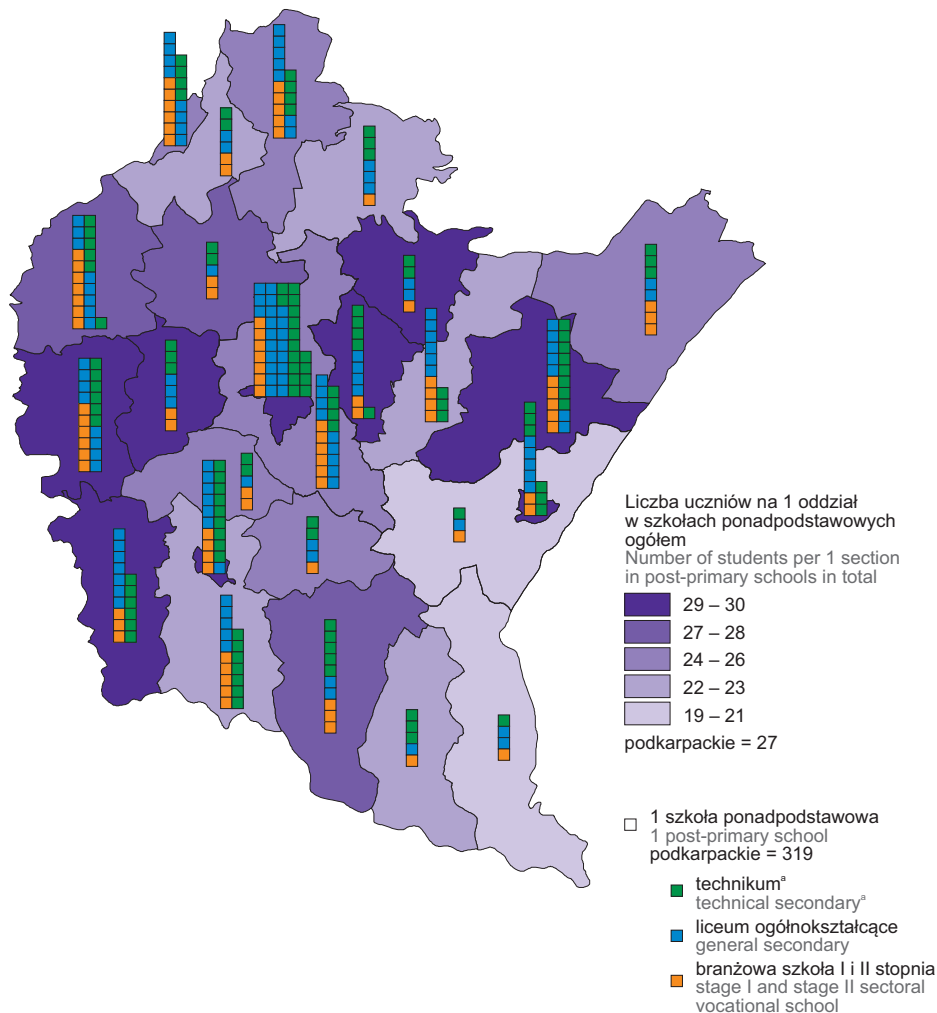 Liczba uczniów na 1 oddział
w szkołach ponadpodstawowych
ogółem
Number of students per 1 section
in post-primary schools in total
29 – 30
27 – 28
24 – 26
22 – 23
19 – 21
podkarpackie = 27
1 szkoła ponadpodstawowa
1 post-primary school
podkarpackie = 319
technikumᵃ
technical secondaryᵃ
liceum ogólnokształcące
general secondary
branżowa szkoła I i II stopnia
stage I and stage II sectoral
vocational school